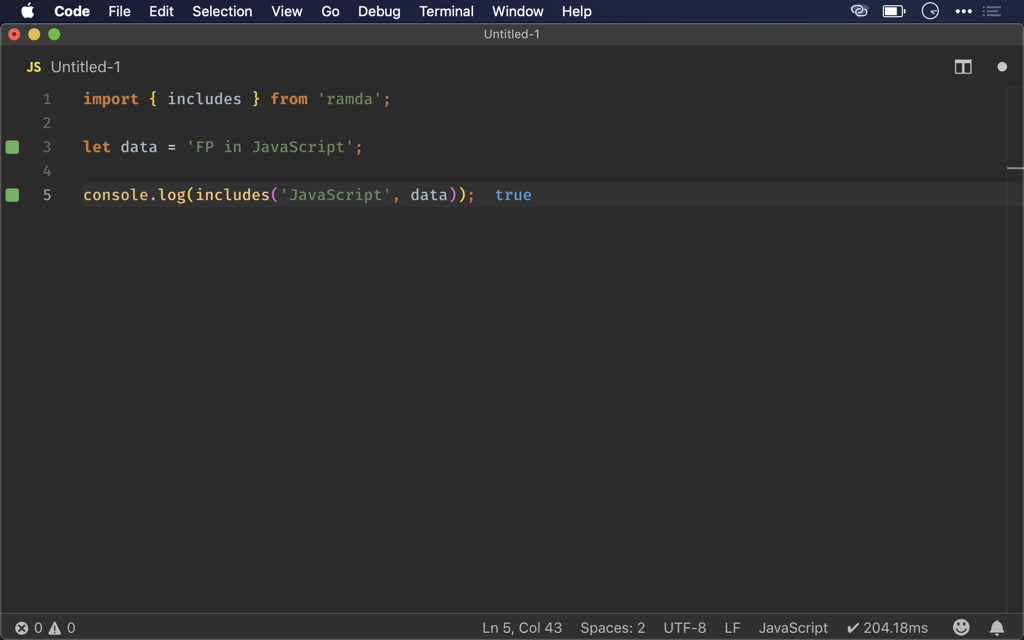 Code File Edit Selection View Go Debug Terminal Window Help
Untitled-1
JS Untitled-1
1 import { includes } from 'ramda';
2
3 let data = 'FP in JavaScript';
4
5 console.log(includes('JavaScript', data)); true
0 0 Ln 5, Col 43 Spaces: 2 UTF-8 LF JavaScript ✔ 204.18ms